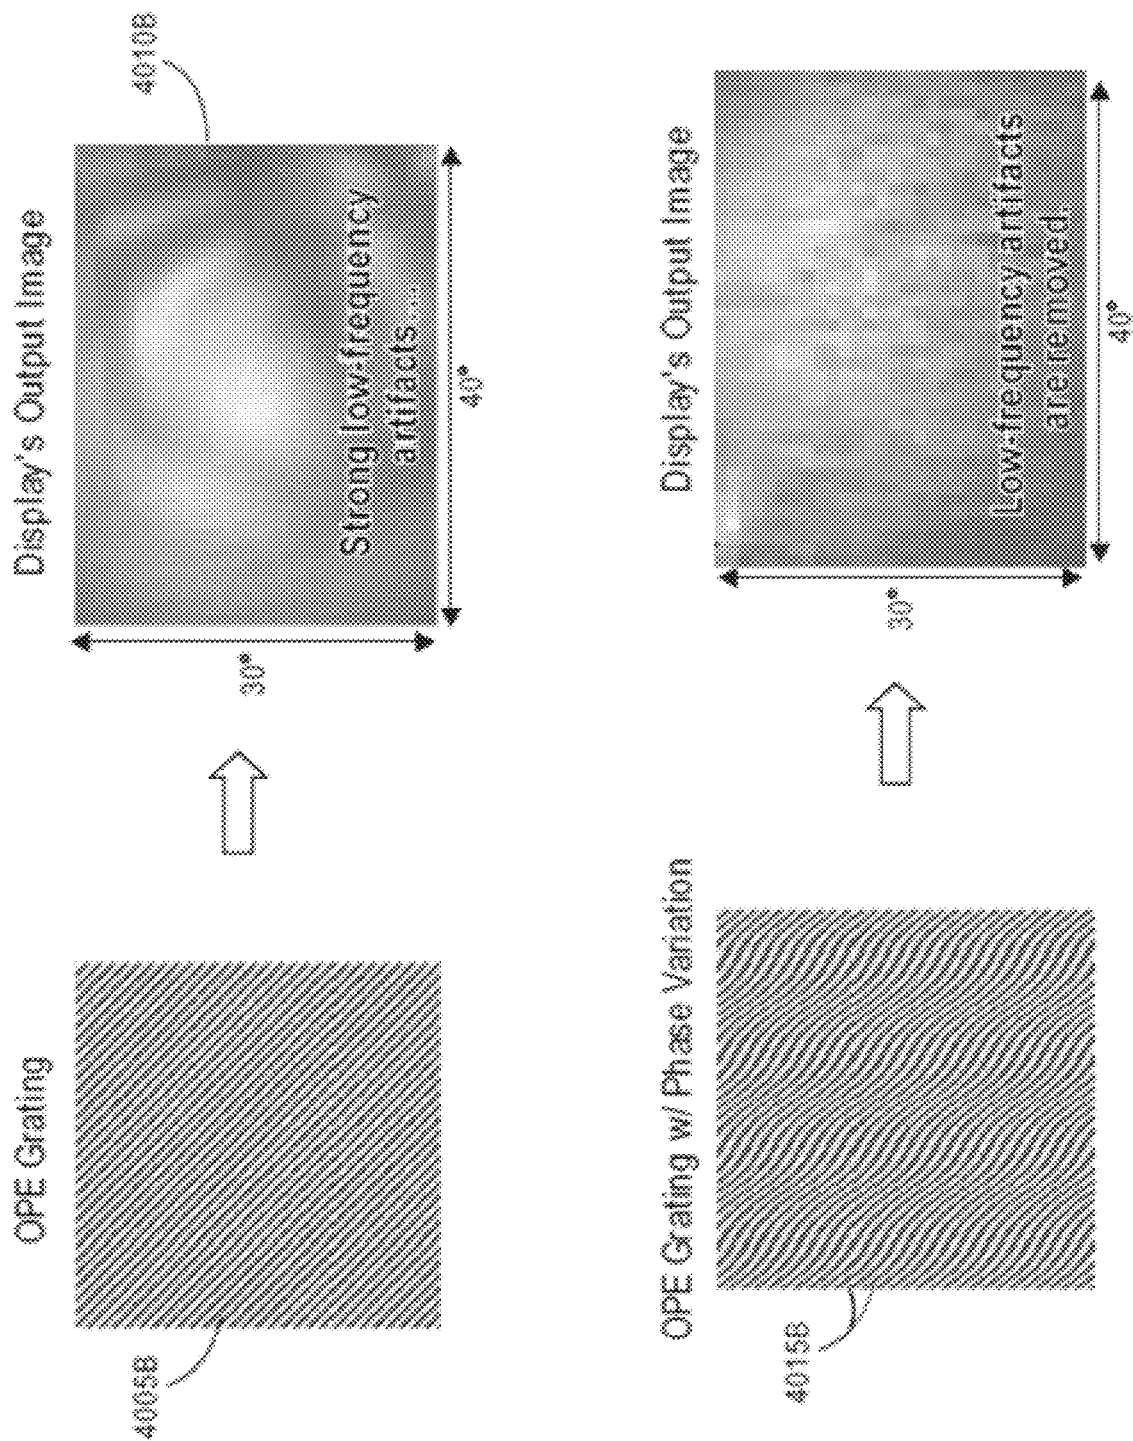 OPE Grating
4005B
Display's Output Image
4010B
Strong low-frequency
artifacts
30°
40°
OPE Grating w/ Phase Variation
4015B
Display's Output Image
Low-frequency artifacts
are removed
30°
40°